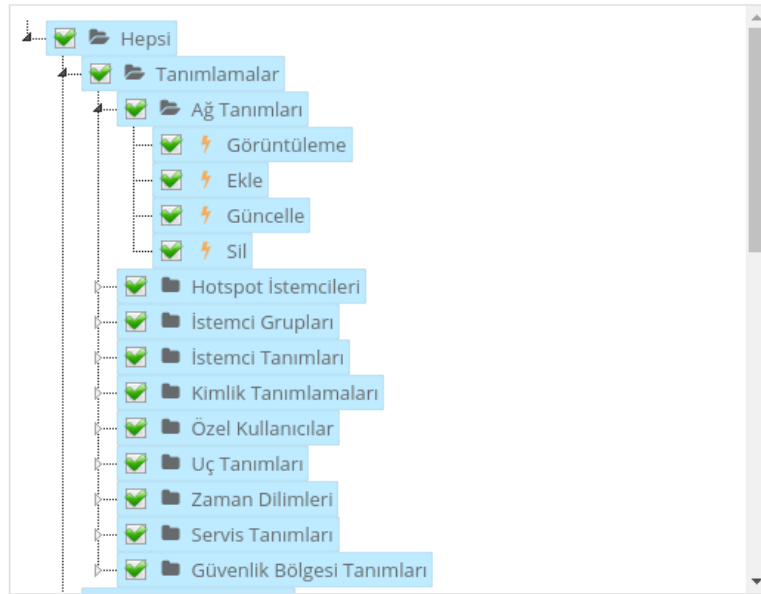 Hepsi
Tanımlamalar
Ağ Tanımları
Görüntüleme
Ekle
Güncelle
Sil
Hotspot İstemcileri
İstemci Grupları
İstemci Tanımları
Kimlik Tanımlamaları
Özel Kullanıcılar
Uç Tanımları
Zaman Dilimleri
Servis Tanımları
Güvenlik Bölgesi Tanımları